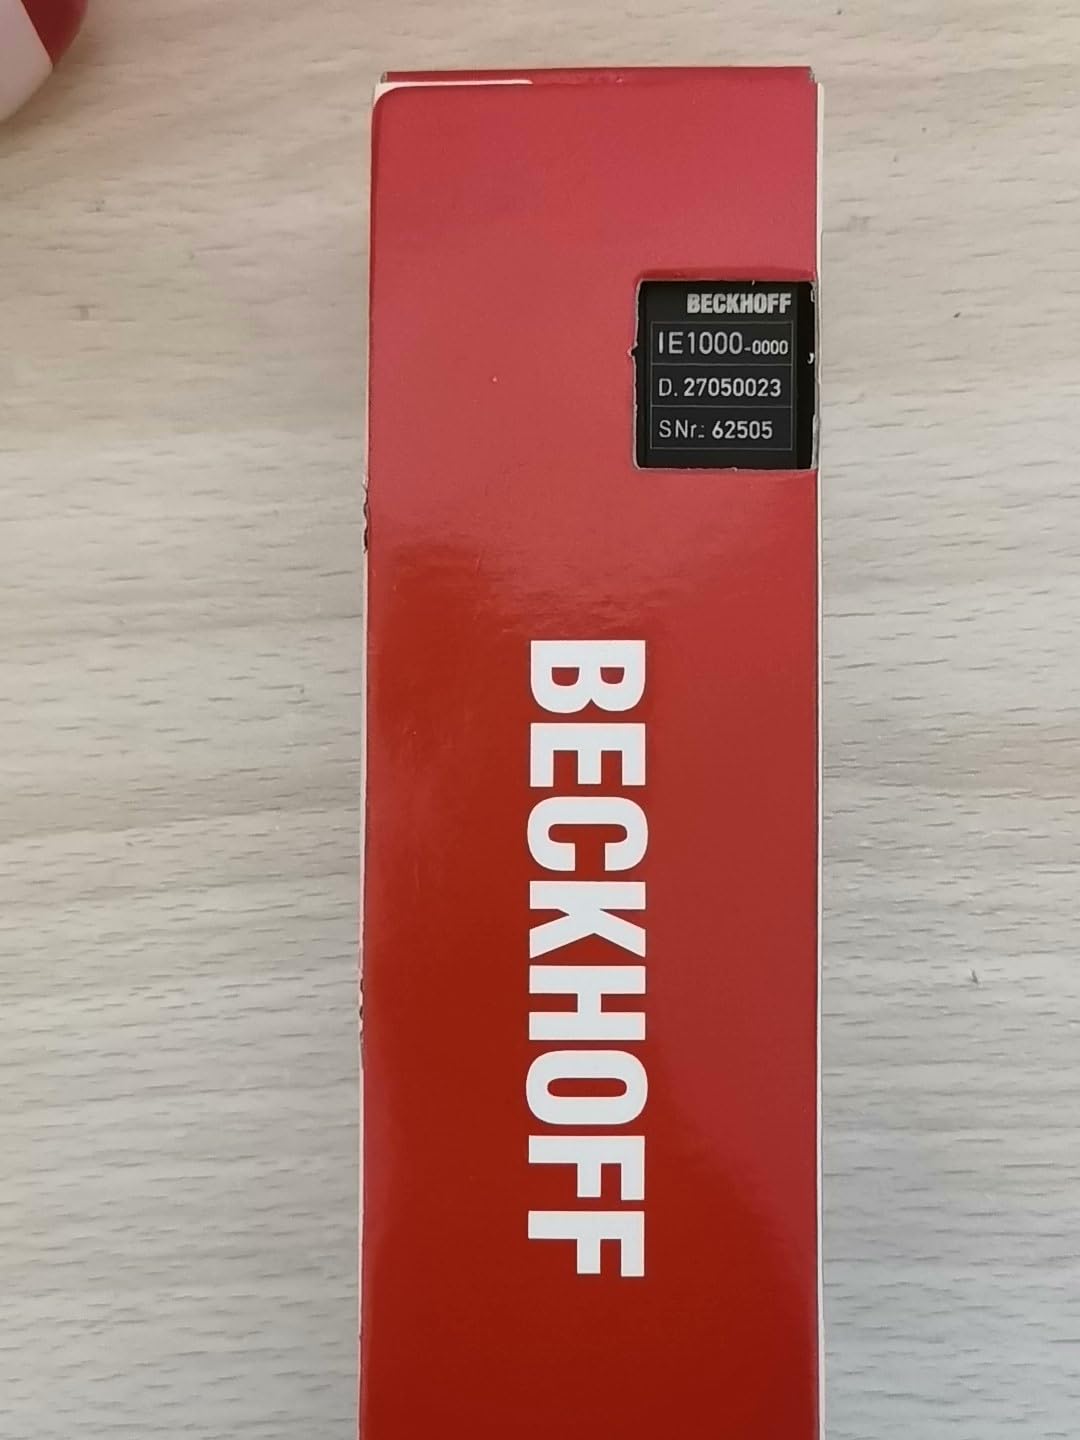 BECKHOFF
IE1000-0000
D. 27050023
SNr.: 62505
BECKHOFF